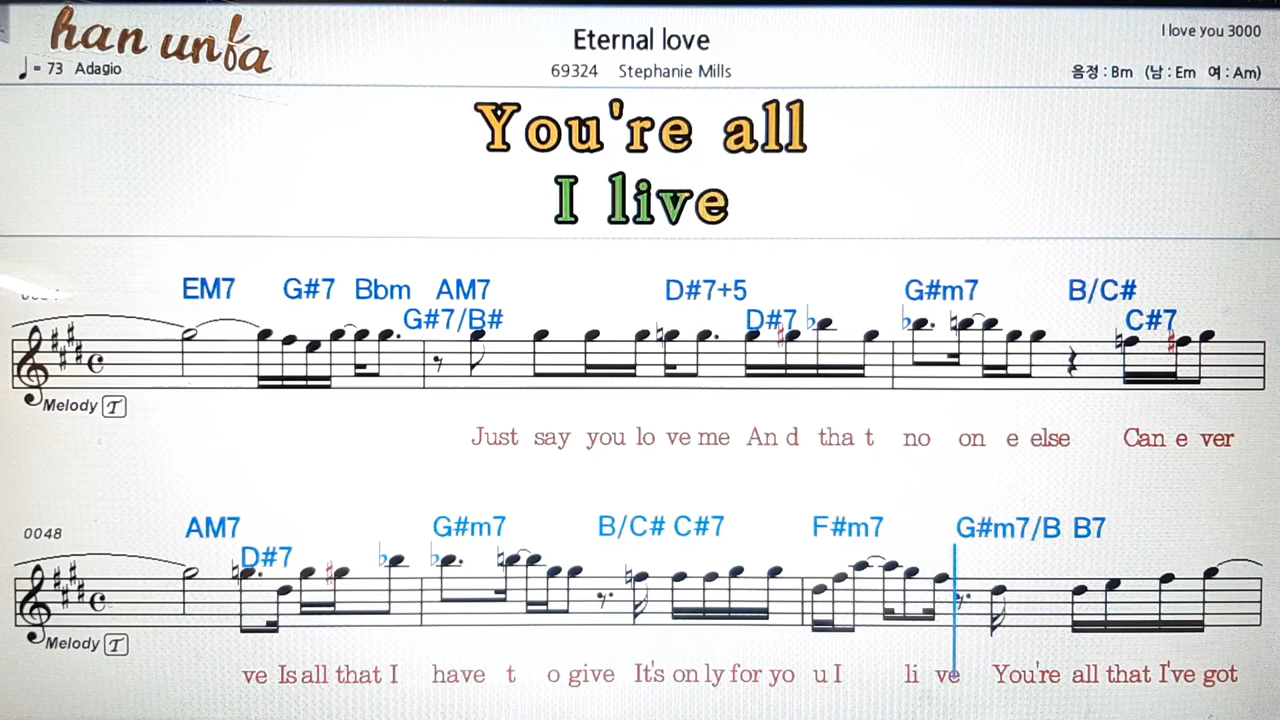 han unfa
Eternal love
I love you 3000
= 73 Adagio
69324 Stephanie Mills
음정 : Bm (남 : Em 여 : Am)
You're all
I live
EM7 G#7 Bbm AM7 D#7+5 G#m7 B/C#
G#7/B# D#7 C#7
Melody T
Just say you lo ve me An d tha t no on e else Can e ver
0048
AM7 G#m7 B/C# C#7 F#m7 G#m7/B B7
D#7
Melody T
ve Is all that I have t o give It's on ly for yo u I li ve You're all that I've got